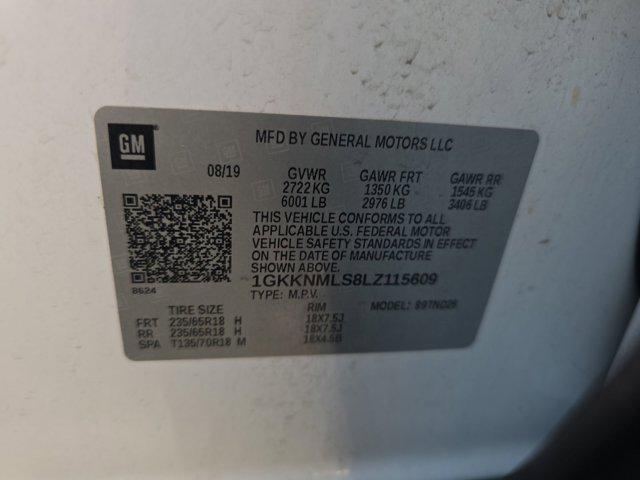 GM
MFD BY GENERAL MOTORS LLC
08/19 GVWR GAWR FRT GAWR RR
2722 KG 1350 KG 1545 KG
6001 LB 2976 LB 3406 LB
THIS VEHICLE CONFORMS TO ALL
APPLICABLE U.S. FEDERAL MOTOR
VEHICLE SAFETY STANDARDS IN EFFECT
ON THE DATE OF MANUFACTURE
SHOWN ABOVE.
8624 1GKKNMLS8LZ115609
TYPE: M.P.V. MODEL:
TIRE SIZE RIM
FRT 235/65R18 H 18X7.5J
RR 235/65R18 H 18X7.5J
SPA T135/70R18 M 18X4.5B